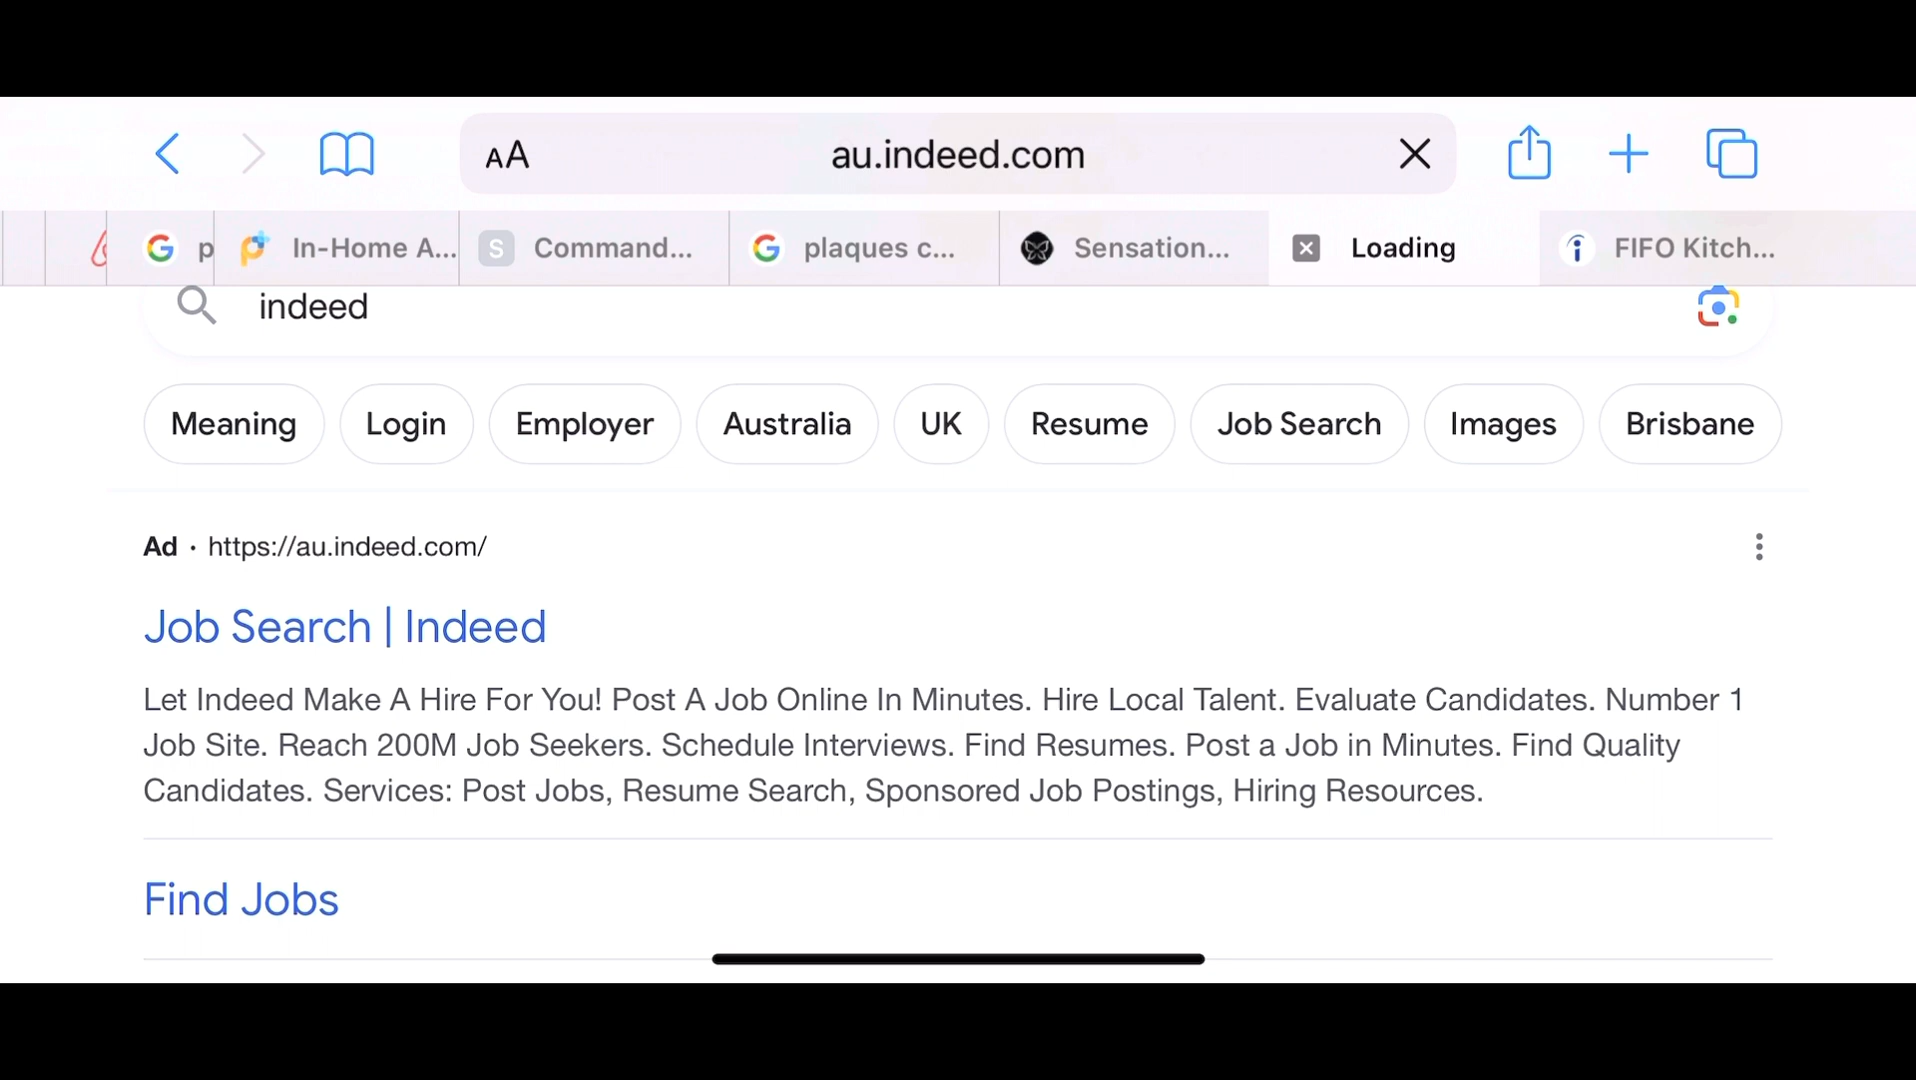 AA au.indeed.com
p In-Home A... S Command... plaques c... Sensation... Loading FIFO Kitch...
indeed
Meaning Login Employer Australia UK Resume Job Search Images Brisbane
Ad · https://au.indeed.com/
Job Search | Indeed
Let Indeed Make A Hire For You! Post A Job Online In Minutes. Hire Local Talent. Evaluate Candidates. Number 1
Job Site. Reach 200M Job Seekers. Schedule Interviews. Find Resumes. Post a Job in Minutes. Find Quality
Candidates. Services: Post Jobs, Resume Search, Sponsored Job Postings, Hiring Resources.
Find Jobs